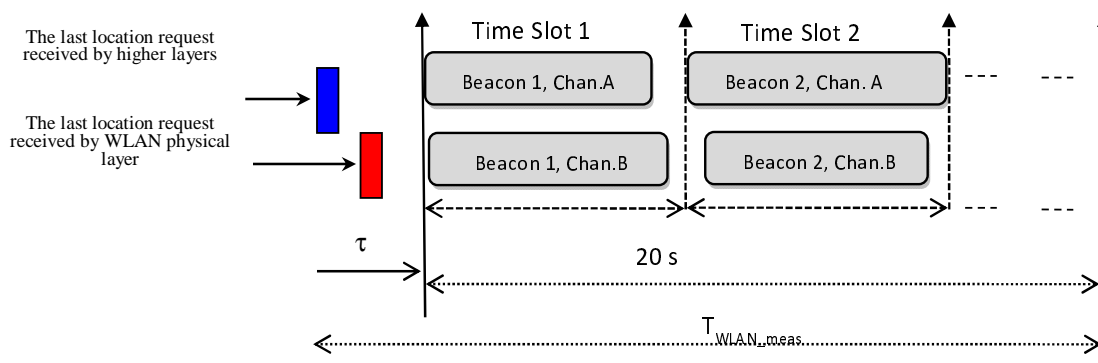 The last location request
received by higher layers
The last location request
received by WLAN physical
layer
Time Slot 1
Time Slot 2
Beacon 1, Chan.A
Beacon 2, Chan. A
Beacon 1, Chan.B
Beacon 2, Chan.B
τ
20 s
T_WLAN_meas